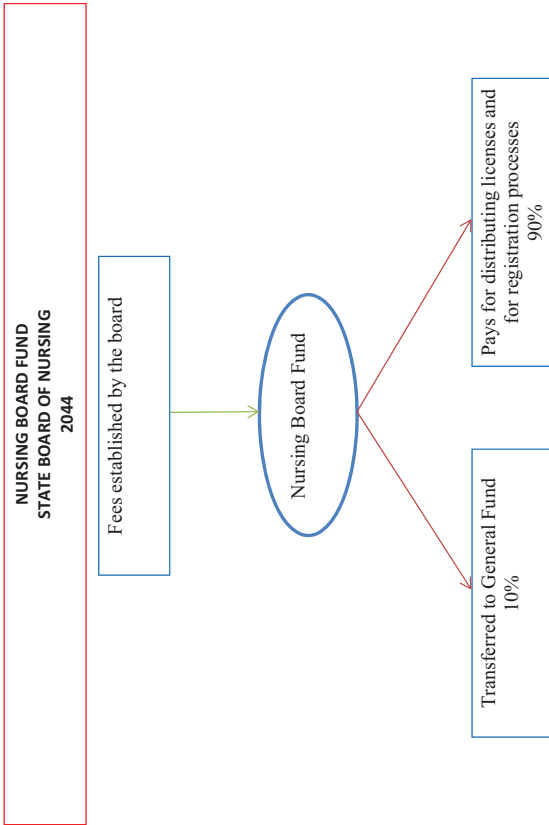 NURSING BOARD FUND
STATE BOARD OF NURSING
2044
Fees established by the board
Nursing Board Fund
Transferred to General Fund
10%
Pays for distributing licenses and
for registration processes
90%